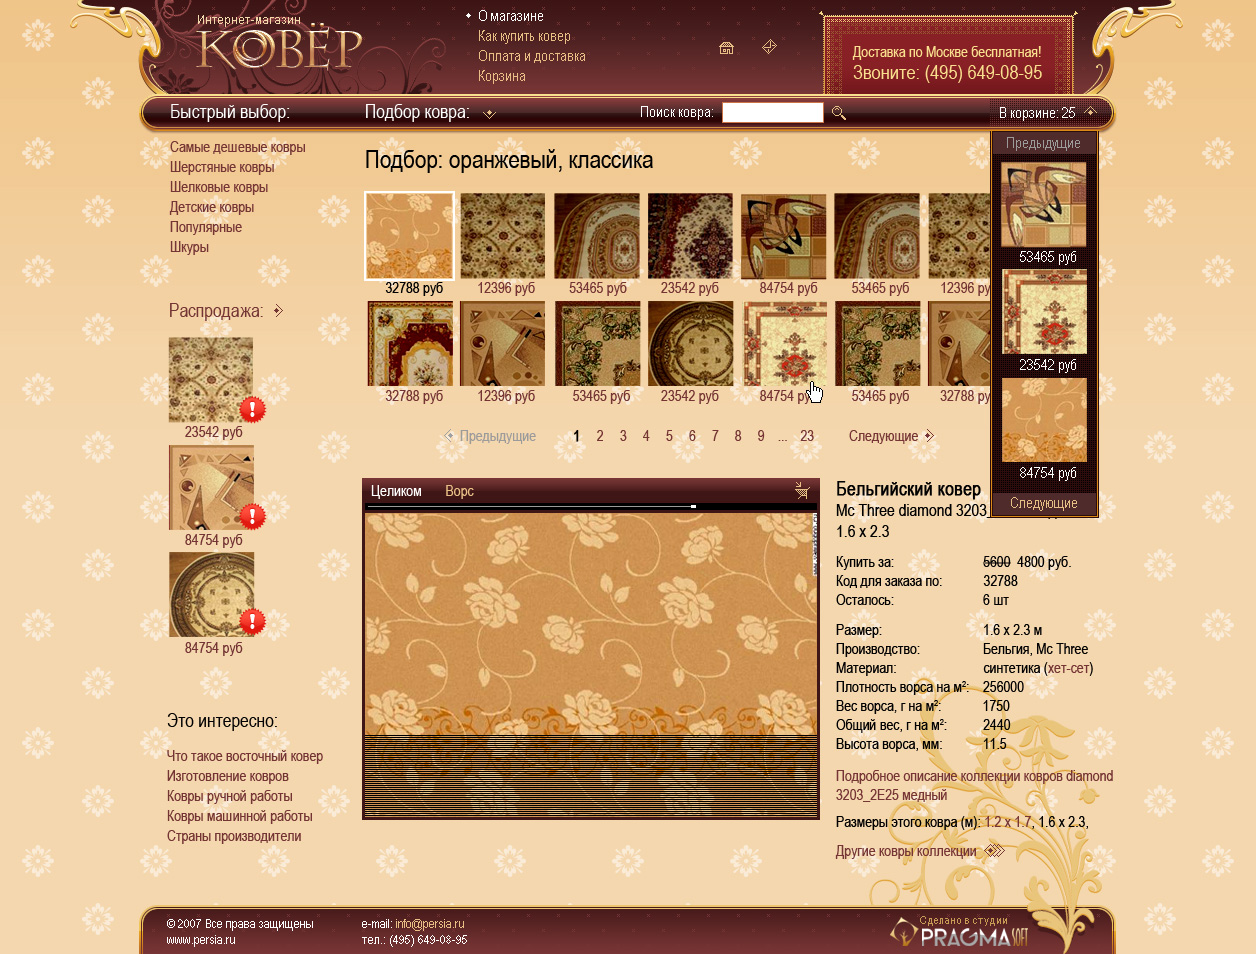 Интернет-магазин
КОВЁР
О магазине
Как купить ковер
Оплата и доставка
Корзина
Доставка по Москве бесплатная!
Звоните: (495) 649-08-95
Быстрый выбор:
Подбор ковра:
Поиск ковра:
В корзине: 25
Самые дешевые ковры
Шерстяные ковры
Шелковые ковры
Детские ковры
Популярные
Шкуры
Распродажа:
23542 руб
84754 руб
84754 руб
Это интересно:
Что такое восточный ковер
Изготовление ковров
Ковры ручной работы
Ковры машинной работы
Страны производители
Подбор: оранжевый, классика
32788 руб 12396 руб 53465 руб 23542 руб 84754 руб 53465 руб 12396 ру
32788 руб 12396 руб 53465 руб 23542 руб 84754 ру 53465 руб 32788 ру
Предыдущие 1 2 3 4 5 6 7 8 9 ... 23 Следующие
Предыдущие
53465 руб
23542 руб
84754 руб
Следующие
Целиком Ворс
Бельгийский ковер
Mc Three diamond 3203
1.6 x 2.3
Купить за: 5600 4800 руб.
Код для заказа по: 32788
Осталось: 6 шт
Размер: 1.6 x 2.3 м
Производство: Бельгия, Mc Three
Материал: синтетика (хет-сет)
Плотность ворса на м²: 256000
Вес ворса, г на м²: 1750
Общий вес, г на м²: 2440
Высота ворса, мм: 11.5
Подробное описание коллекции ковров diamond
3203_2E25 медный
Размеры этого ковра (м): 1.2 x 1.7, 1.6 x 2.3,
Другие ковры коллекции
© 2007 Все права защищены
www.persia.ru
e-mail: info@persia.ru
тел.: (495) 649-08-95
Сделано в студии
PRAGMASOFT